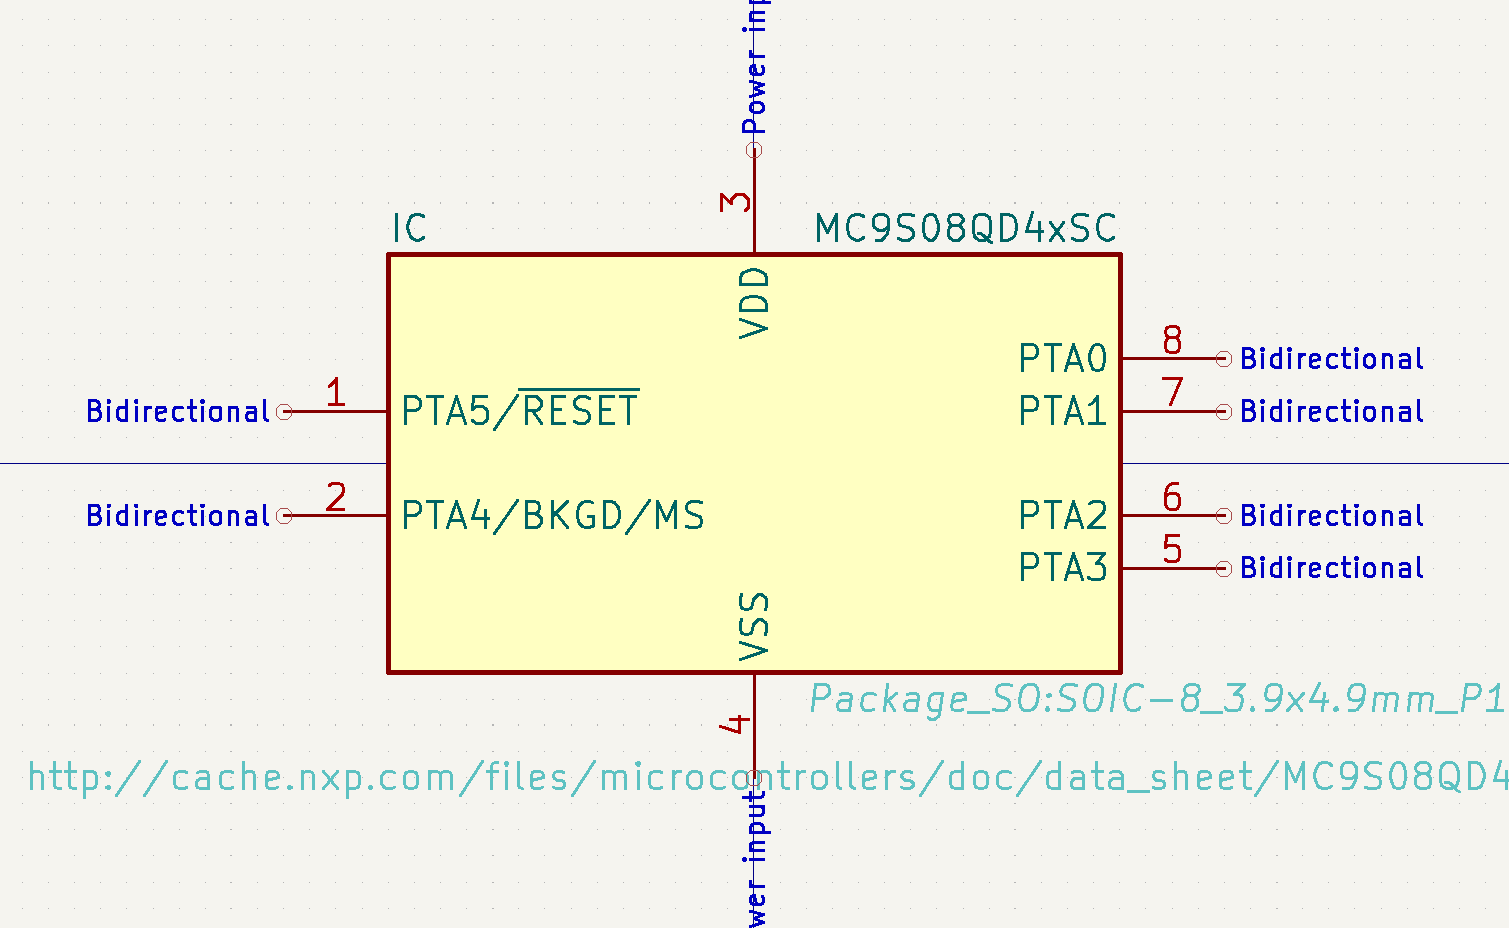 Power inp
3
IC
MC9S08QD4xSC
VDD
PTA0
8
Bidirectional
Bidirectional
1
PTA5/RESET
PTA1
7
Bidirectional
Bidirectional
2
PTA4/BKGD/MS
PTA2
6
Bidirectional
PTA3
5
Bidirectional
VSS
Package_SO:SOIC-8_3.9x4.9mm_P1
4
http://cache.nxp.com/files/microcontrollers/doc/data_sheet/MC9S08QD4
wer input